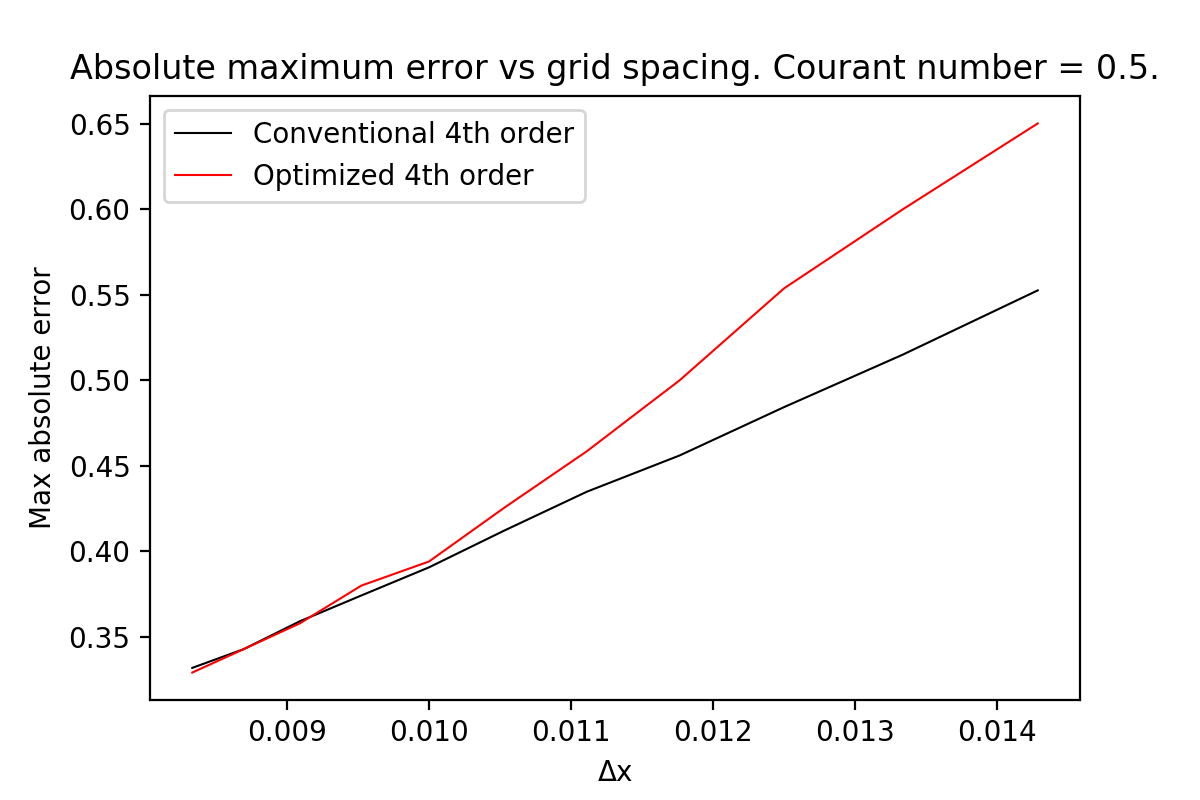 Absolute maximum error vs grid spacing. Courant number = 0.5.
Conventional 4th order
Optimized 4th order
Max absolute error
0.65
0.60
0.55
0.50
0.45
0.40
0.35
0.009 0.010 0.011 0.012 0.013 0.014
Δx